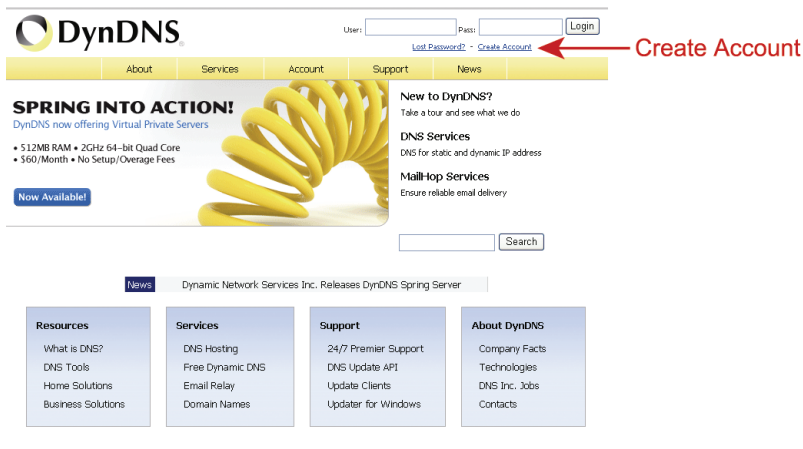 DynDNS
User:
Pass:
Login
Lost Password? - Create Account
Create Account
About Services Account Support News
SPRING INTO ACTION!
DynDNS now offering Virtual Private Servers
• 512MB RAM • 2GHz 64-bit Quad Core
• $60/Month • No Setup/Overage Fees
Now Available!
New to DynDNS?
Take a tour and see what we do
DNS Services
DNS for static and dynamic IP address
MailHop Services
Ensure reliable email delivery
Search
News Dynamic Network Services Inc. Releases DynDNS Spring Server
Resources
What is DNS?
DNS Tools
Home Solutions
Business Solutions
Services
DNS Hosting
Free Dynamic DNS
Email Relay
Domain Names
Support
24/7 Premier Support
DNS Update API
Update Clients
Updater for Windows
About DynDNS
Company Facts
Technologies
DNS Inc. Jobs
Contacts